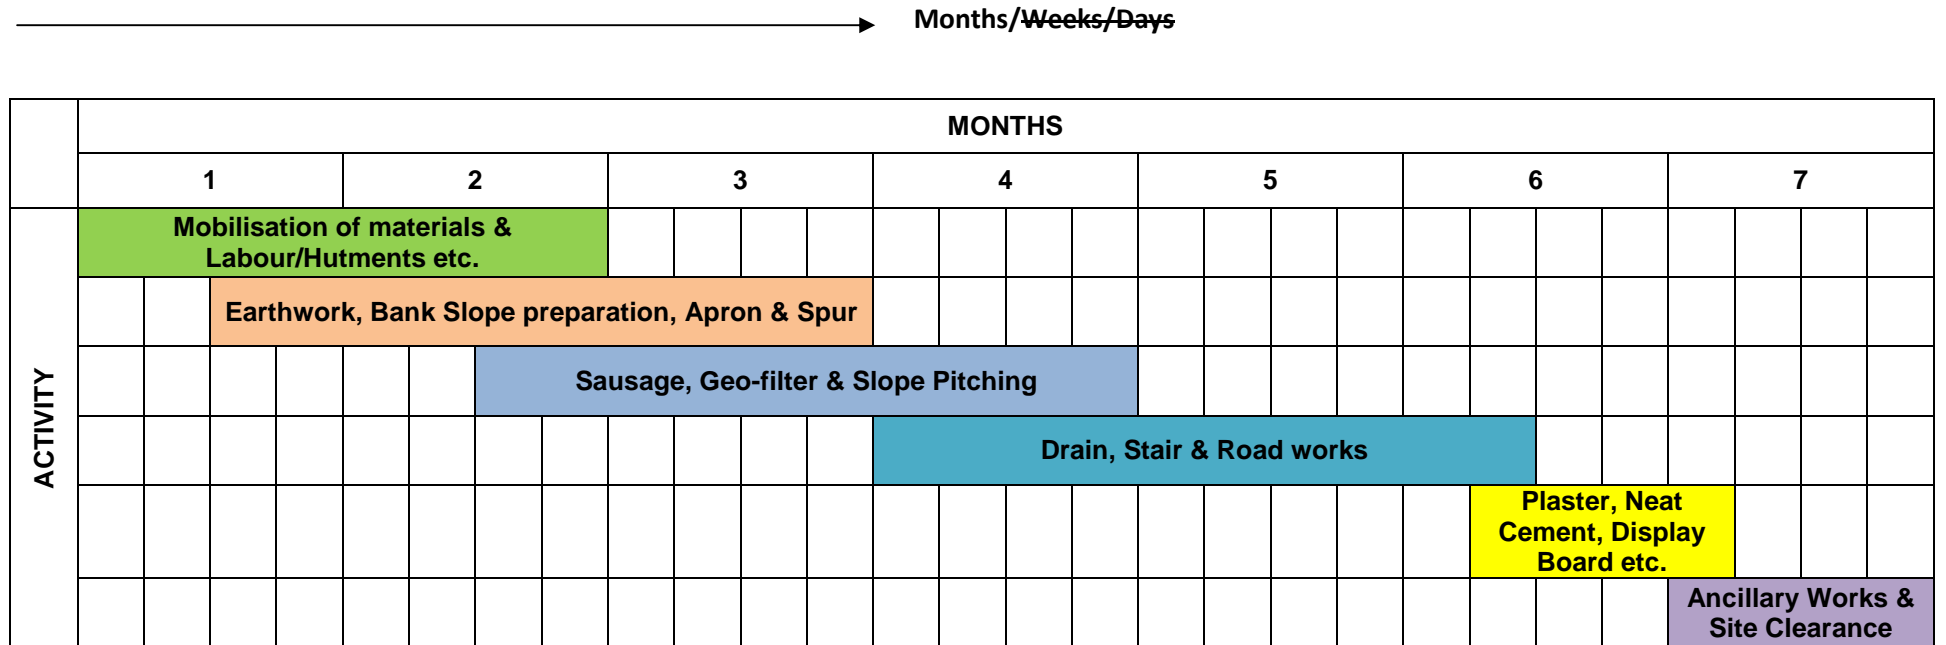 Months/Weeks/Days
MONTHS
1 2 3 4 5 6 7
ACTIVITY
Mobilisation of materials &
Labour/Hutments etc.
Earthwork, Bank Slope preparation, Apron & Spur
Sausage, Geo-filter & Slope Pitching
Drain, Stair & Road works
Plaster, Neat
Cement, Display
Board etc.
Ancillary Works &
Site Clearance